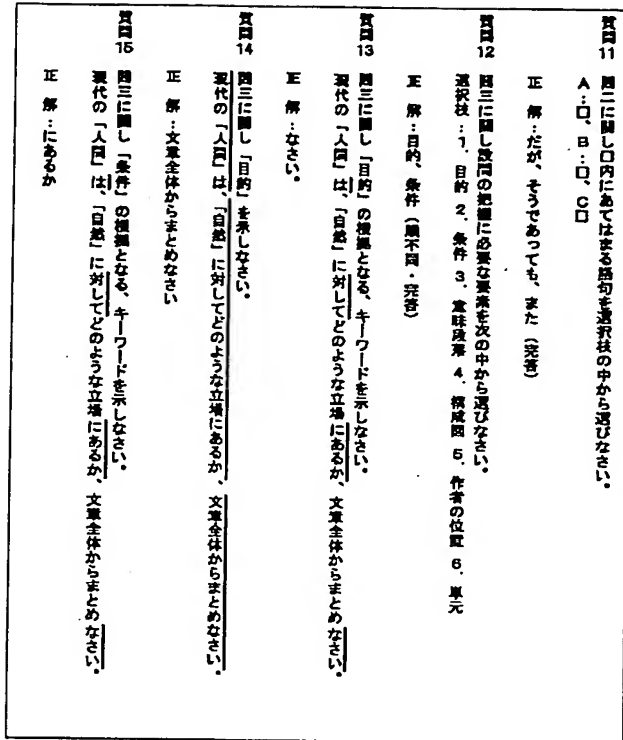 質問11 問二に関し口内にあてはまる語句を選択枝の中から選びなさい。
A：口、B：口、C口
正 解：だが、そうであっても、また（完答）
質問12 問三に関し設問の把握に必要な要素を次の中から選びなさい。
選択枝：1．目的 2．条件 3．意味段落 4．構成図 5．作者の位置 6．単元
正 解：目的、条件（順不同・完答）
質問13 問三に関し「目的」の根拠となる、キーワードを示しなさい。
現代の「人間」は、「自然」に対してどのような立場にあるか、文章全体からまとめなさい。
正 解：なさい。
質問14 問三に関し「目的」を示しなさい。
現代の「人間」は、「自然」に対してどのような立場にあるか、文章全体からまとめなさい。
正 解：文章全体からまとめなさい
質問15 問三に関し「条件」の根拠となる、キーワードを示しなさい。
現代の「人間」は、「自然」に対してどのような立場にあるか、文章全体からまとめなさい。
正 解：にあるか